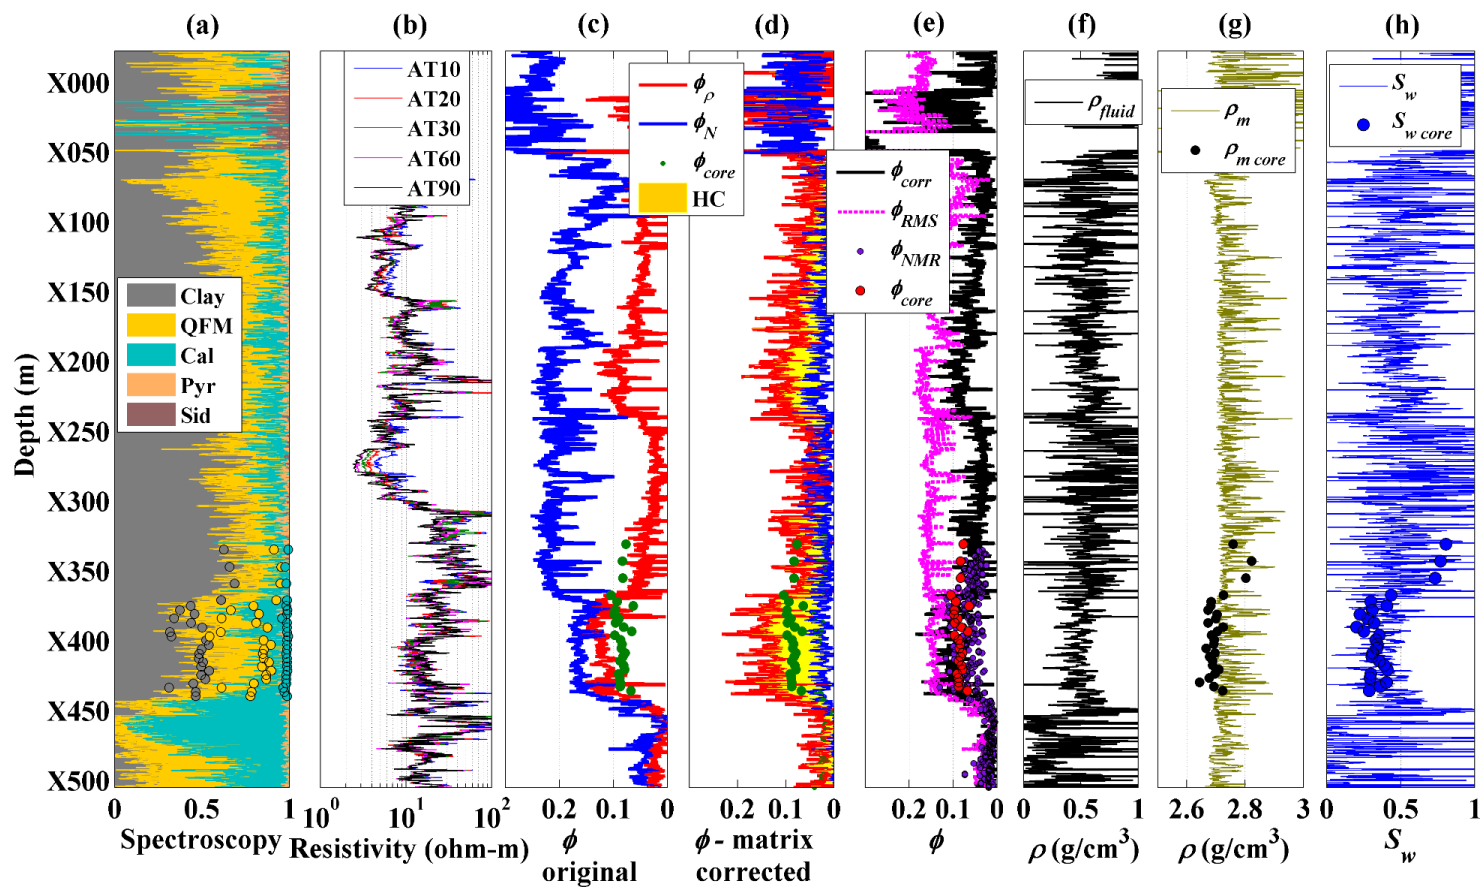 (a) (b) (c) (d) (e) (f) (g) (h)
Depth (m)
X000
X050
X100
X150
X200
X250
X300
X350
X400
X450
X500
Clay
QFM
Cal
Pyr
Sid
0 0.5 1
Spectroscopy
AT10
AT20
AT30
AT60
AT90
10⁰ 10¹ 10²
Resistivity (ohm-m)
ϕρ
ϕN
ϕcore
HC
2 0.2 0.1 0
ϕ
original
0.2 0.1 0
ϕ - matrix
corrected
ϕcorr
ϕRMS
ϕNMR
ϕcore
0.2 0.1 0
ϕ
ρfluid
0 0.5 1
ρ (g/cm³)
ρm
ρm core
2.6 2.8 3
ρ (g/cm³)
Sw
Sw core
0 0.5 1
Sw